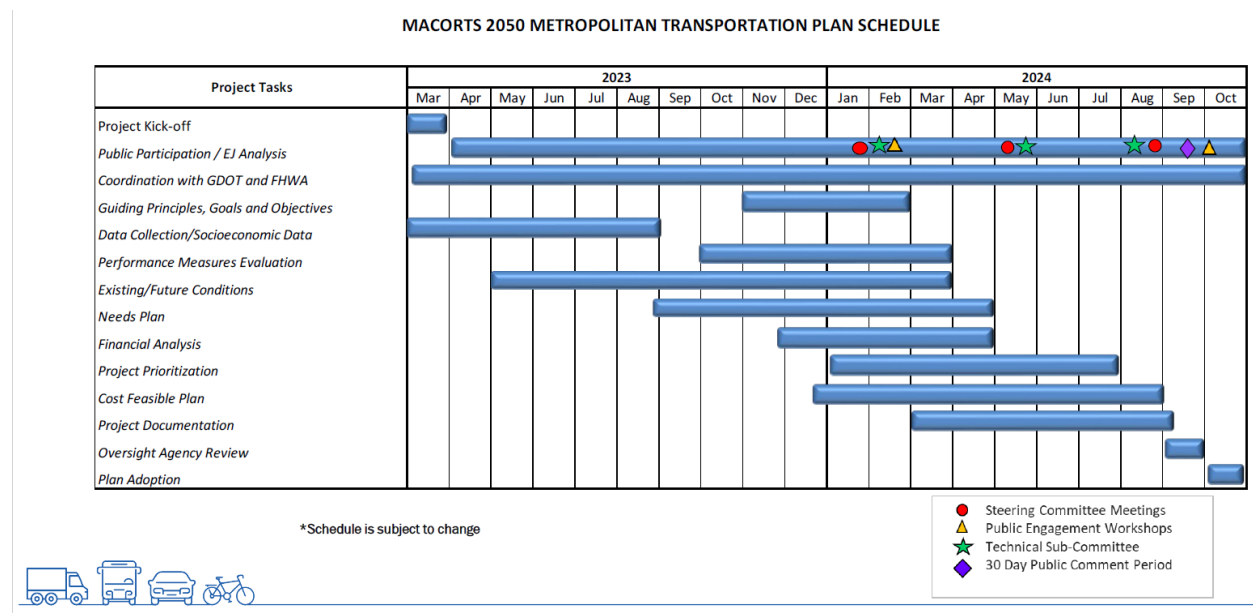 MACORTS 2050 METROPOLITAN TRANSPORTATION PLAN SCHEDULE
Project Tasks
2023
2024
Mar Apr May Jun Jul Aug Sep Oct Nov Dec Jan Feb Mar Apr May Jun Jul Aug Sep Oct
Project Kick-off
Public Participation / EJ Analysis
Coordination with GDOT and FHWA
Guiding Principles, Goals and Objectives
Data Collection/Socioeconomic Data
Performance Measures Evaluation
Existing/Future Conditions
Needs Plan
Financial Analysis
Project Prioritization
Cost Feasible Plan
Project Documentation
Oversight Agency Review
Plan Adoption
*Schedule is subject to change
Steering Committee Meetings
Public Engagement Workshops
Technical Sub-Committee
30 Day Public Comment Period